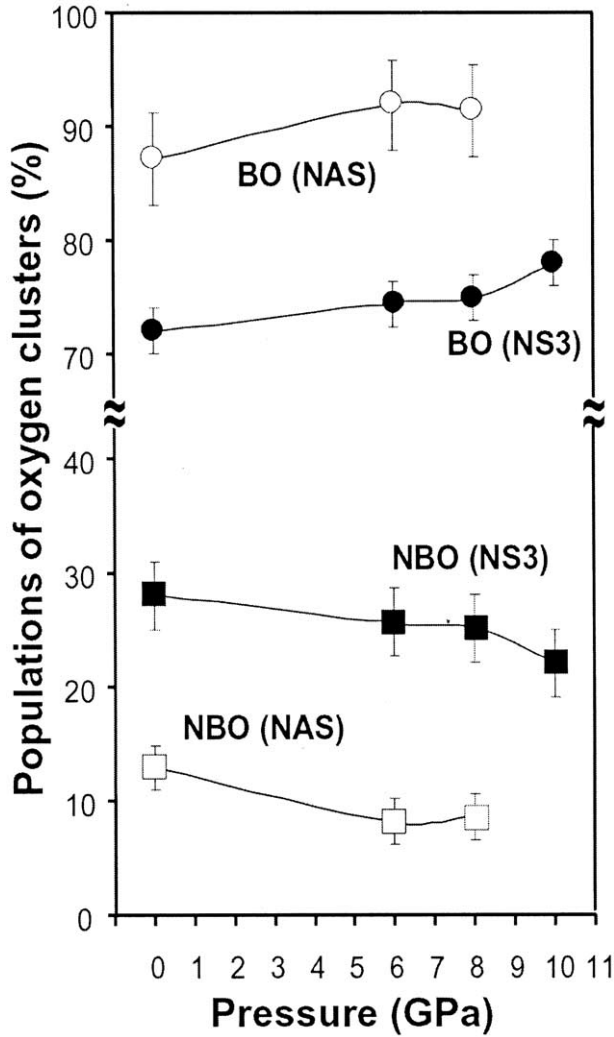 Populations of oxygen clusters (%)
100
90
80
70
40
30
20
10
0
BO (NAS)
BO (NS3)
NBO (NS3)
NBO (NAS)
0 1 2 3 4 5 6 7 8 9 10 11
Pressure (GPa)